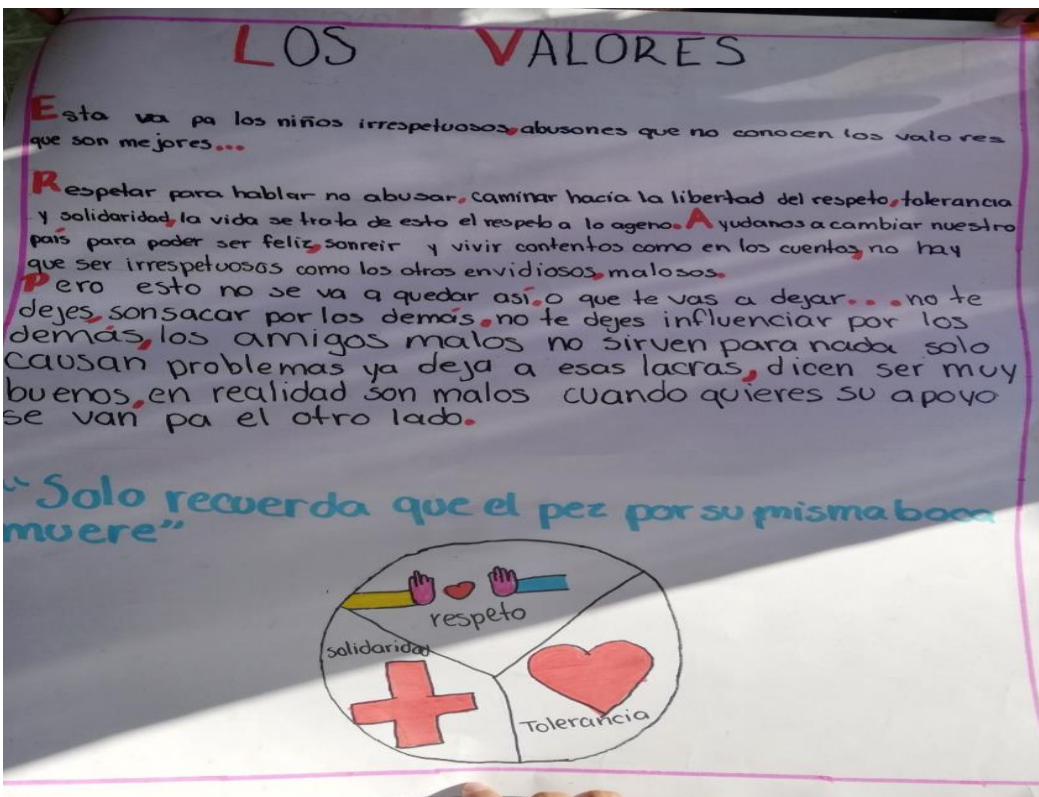 LOS VALORES
Esta va pa los niños irrespetuosos,abusones que no conocen los valores
que son mejores...
Respetar para hablar no abusar, caminar hacía la libertad del respeto,tolerancia
y solidaridad,la vida se trata de esto el respeto a lo ageno.Ayudanos a cambiar nuestro
país para poder ser feliz,sonreir y vivir contentos como en los cuentos,no hay
que ser irrespetuosos como los otros envidiosos,malosos.
Pero esto no se va a quedar así,o que te vas a dejar...no te
dejes,sonsacar por los demás,no te dejes influenciar por los
demás,los amigos malos no sirven para nada solo
causan problemas ya deja a esas lacras,dicen ser muy
buenos,en realidad son malos cuando quieres su apoyo
se van pa el otro lado.
"Solo recuerda que el pez por su misma boca
muere"
respeto
solidaridad
Tolerancia